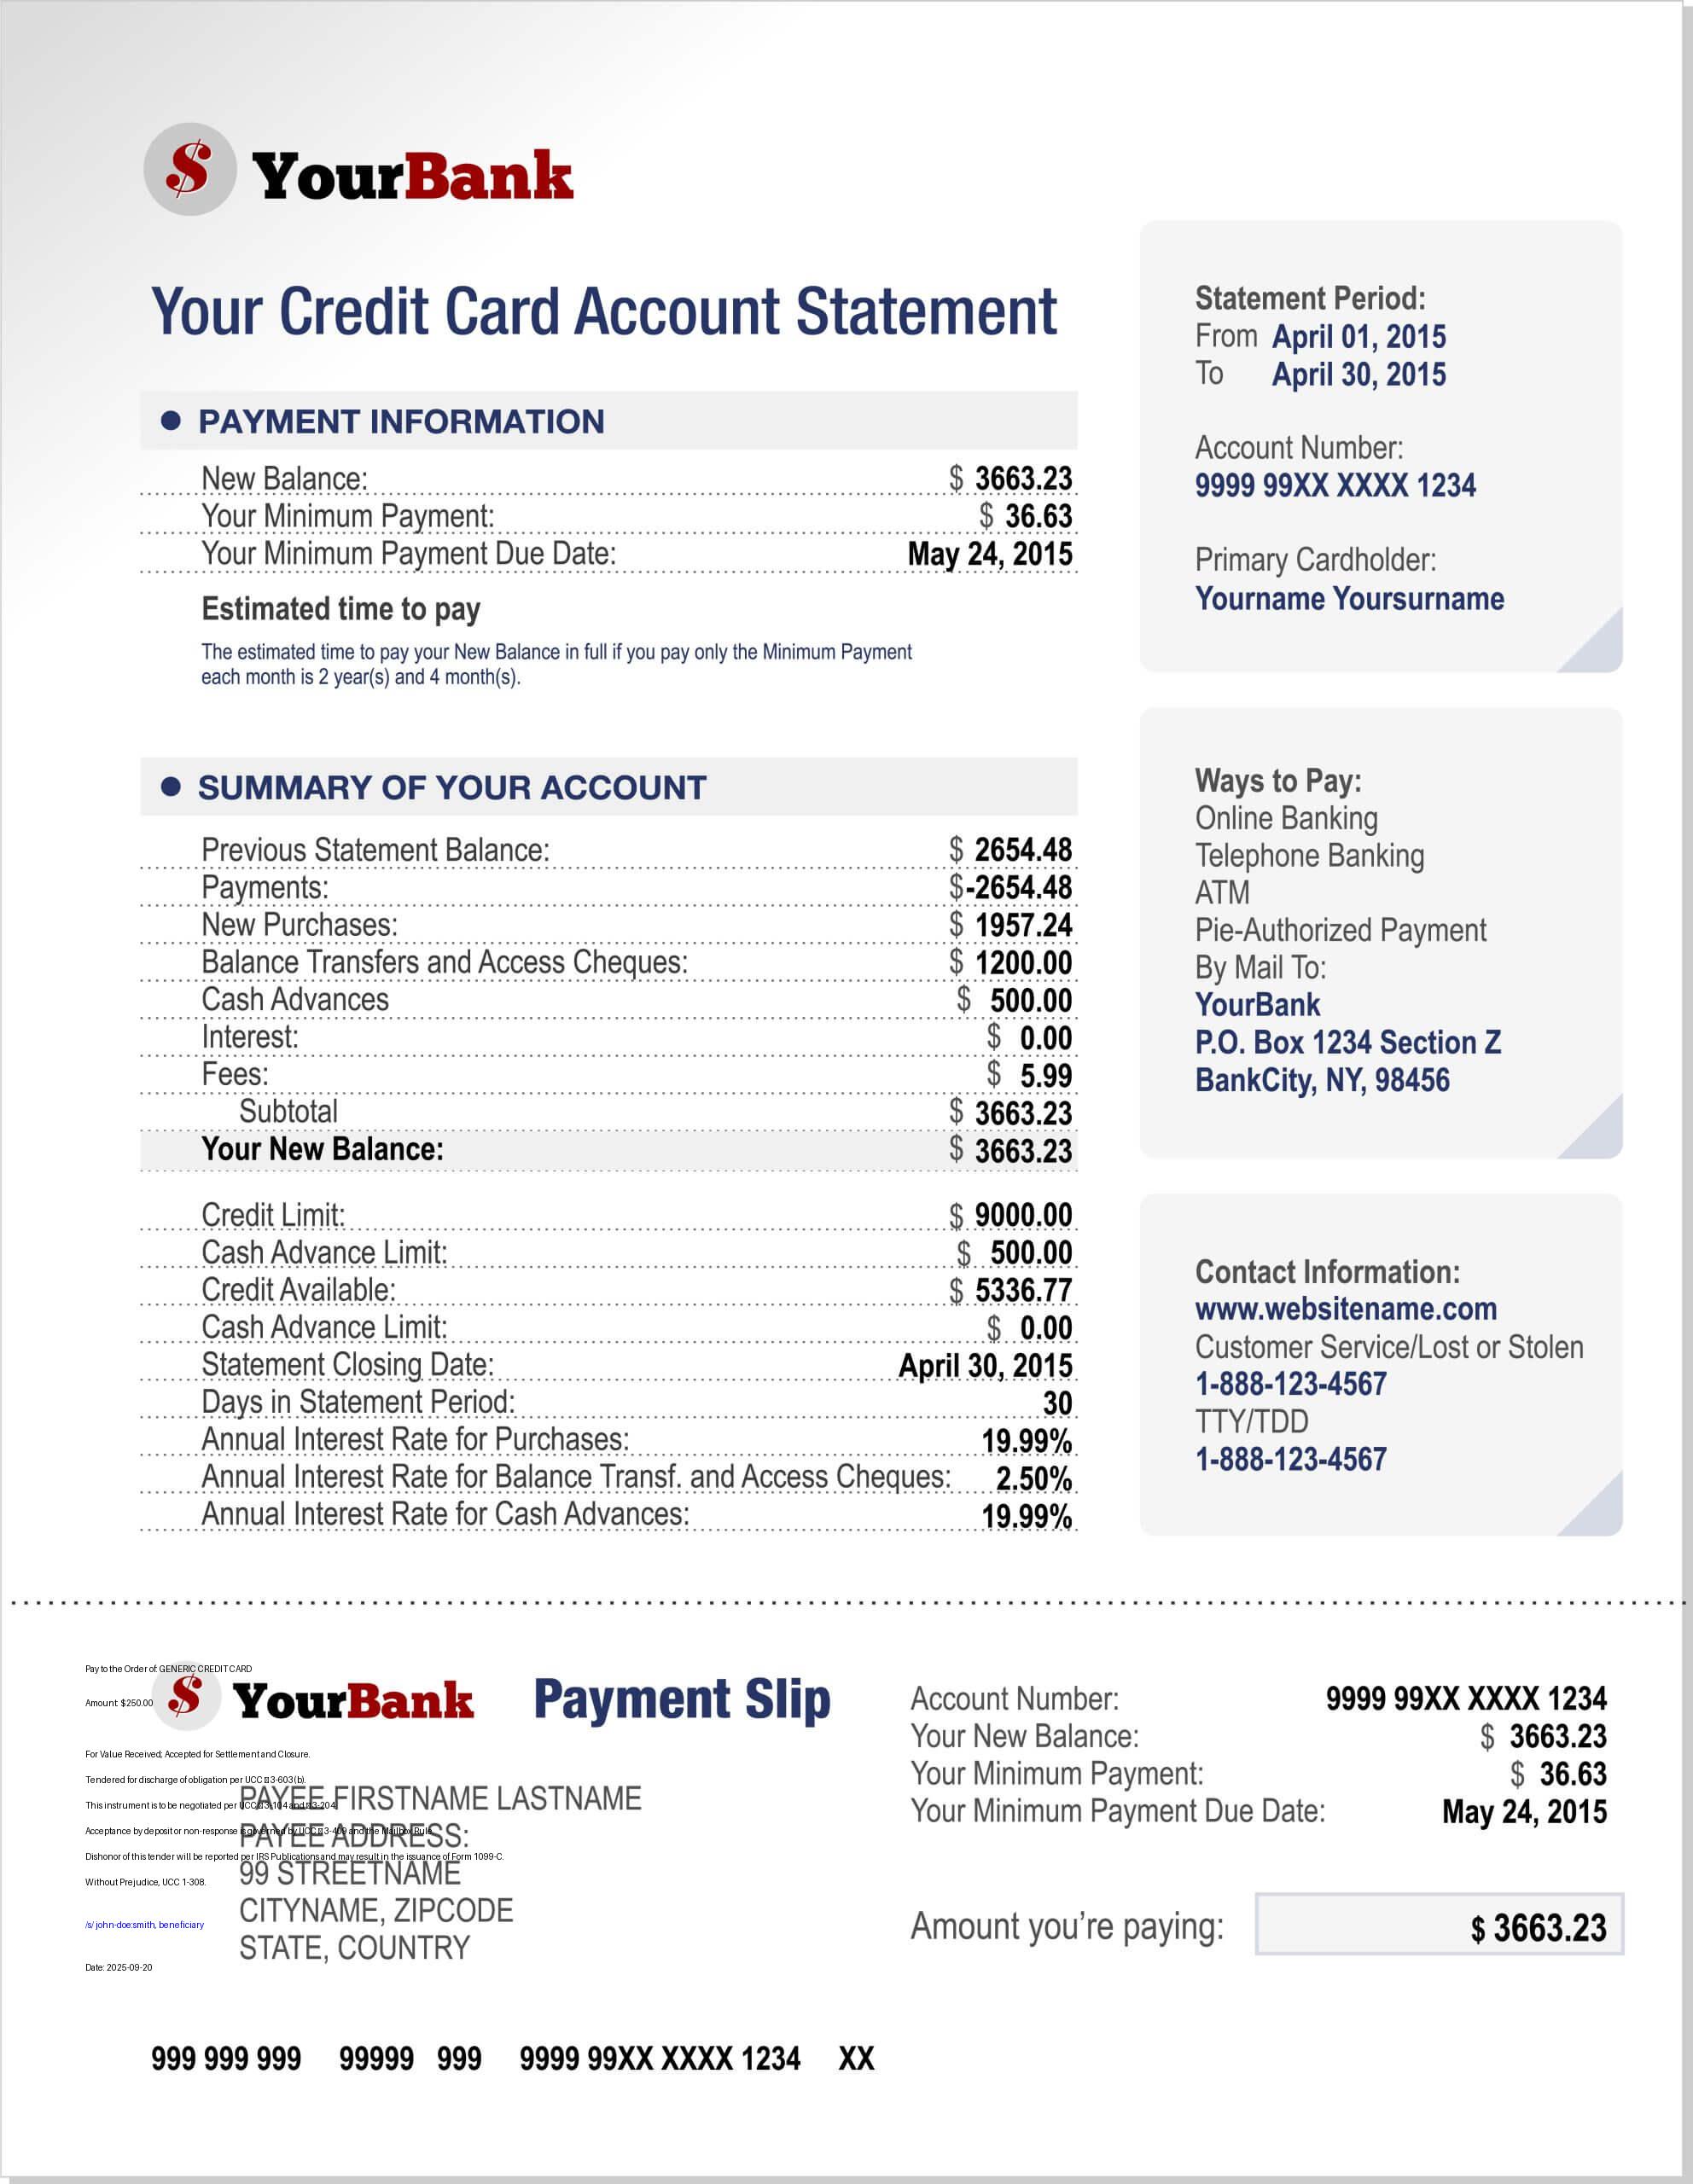 $ YourBank
Your Credit Card Account Statement
PAYMENT INFORMATION
New Balance: $ 3663.23
Your Minimum Payment: $ 36.63
Your Minimum Payment Due Date: May 24, 2015
Estimated time to pay
The estimated time to pay your New Balance in full if you pay only the Minimum Payment
each month is 2 year(s) and 4 month(s).
SUMMARY OF YOUR ACCOUNT
Previous Statement Balance: $ 2654.48
Payments: $-2654.48
New Purchases: $ 1957.24
Balance Transfers and Access Cheques: $ 1200.00
Cash Advances $ 500.00
Interest: $ 0.00
Fees: $ 5.99
Subtotal $ 3663.23
Your New Balance: $ 3663.23
Credit Limit: $ 9000.00
Cash Advance Limit: $ 500.00
Credit Available: $ 5336.77
Cash Advance Limit: $ 0.00
Statement Closing Date: April 30, 2015
Days in Statement Period: 30
Annual Interest Rate for Purchases: 19.99%
Annual Interest Rate for Balance Transf. and Access Cheques: 2.50%
Annual Interest Rate for Cash Advances: 19.99%
Statement Period:
From April 01, 2015
To April 30, 2015
Account Number:
9999 99XX XXXX 1234
Primary Cardholder:
Yourname Yoursurname
Ways to Pay:
Online Banking
Telephone Banking
ATM
Pie-Authorized Payment
By Mail To:
YourBank
P.O. Box 1234 Section Z
BankCity, NY, 98456
Contact Information:
www.websitename.com
Customer Service/Lost or Stolen
1-888-123-4567
TTY/TDD
1-888-123-4567
Pay to the Order of: GENERIC CREDIT CARD
Amount: $250.00
$ YourBank Payment Slip
For Value Received; Accepted for Settlement and Closure.
Tendered for discharge of obligation per UCC 3-603(b).
This instrument is to be negotiated per UCC 3-104 and 3-204.
Acceptance by deposit or non-response is governed by UCC 3-409 and the Mailbox Rule.
Dishonor of this tender will be reported per IRS Publications and may result in the issuance of Form 1099-C.
Without Prejudice, UCC 1-308.
/s/ john-doe:smith, beneficiary
Date: 2025-09-20
PAYEE FIRSTNAME LASTNAME
PAYEE ADDRESS:
99 STREETNAME
CITYNAME, ZIPCODE
STATE, COUNTRY
Account Number: 9999 99XX XXXX 1234
Your New Balance: $ 3663.23
Your Minimum Payment: $ 36.63
Your Minimum Payment Due Date: May 24, 2015
Amount you're paying: $ 3663.23
999 999 999 99999 999 9999 99XX XXXX 1234 XX